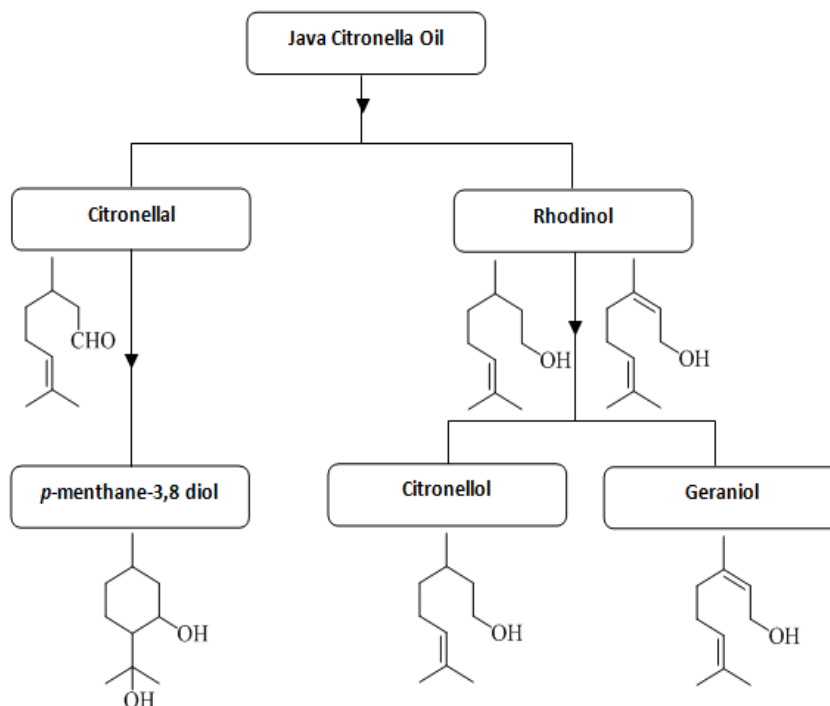 Java Citronella Oil
Citronellal
Rhodinol
CHO
OH
OH
p-menthane-3,8 diol
Citronellol
Geraniol
OH
OH
OH
OH